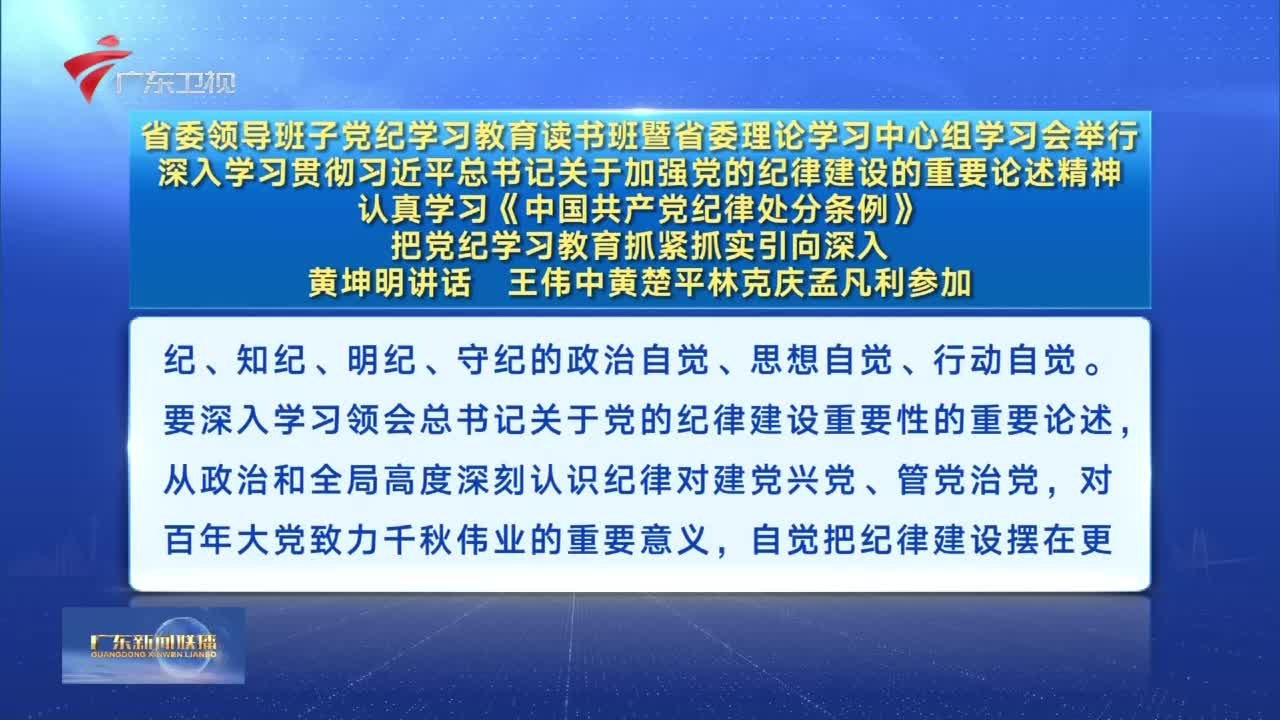 广东卫视
省委领导班子党纪学习教育读书班暨省委理论学习中心组学习会举行
深入学习贯彻习近平总书记关于加强党的纪律建设的重要论述精神
认真学习《中国共产党纪律处分条例》
把党纪学习教育抓紧抓实引向深入
黄坤明讲话 王伟中黄楚平林克庆孟凡利参加
纪、知纪、明纪、守纪的政治自觉、思想自觉、行动自觉。
要深入学习领会总书记关于党的纪律建设重要性的重要论述，
从政治和全局高度深刻认识纪律对建党兴党、管党治党，对
百年大党致力千秋伟业的重要意义，自觉把纪律建设摆在更
广东新闻联播
GUANGDONG XINWEN LIANBO